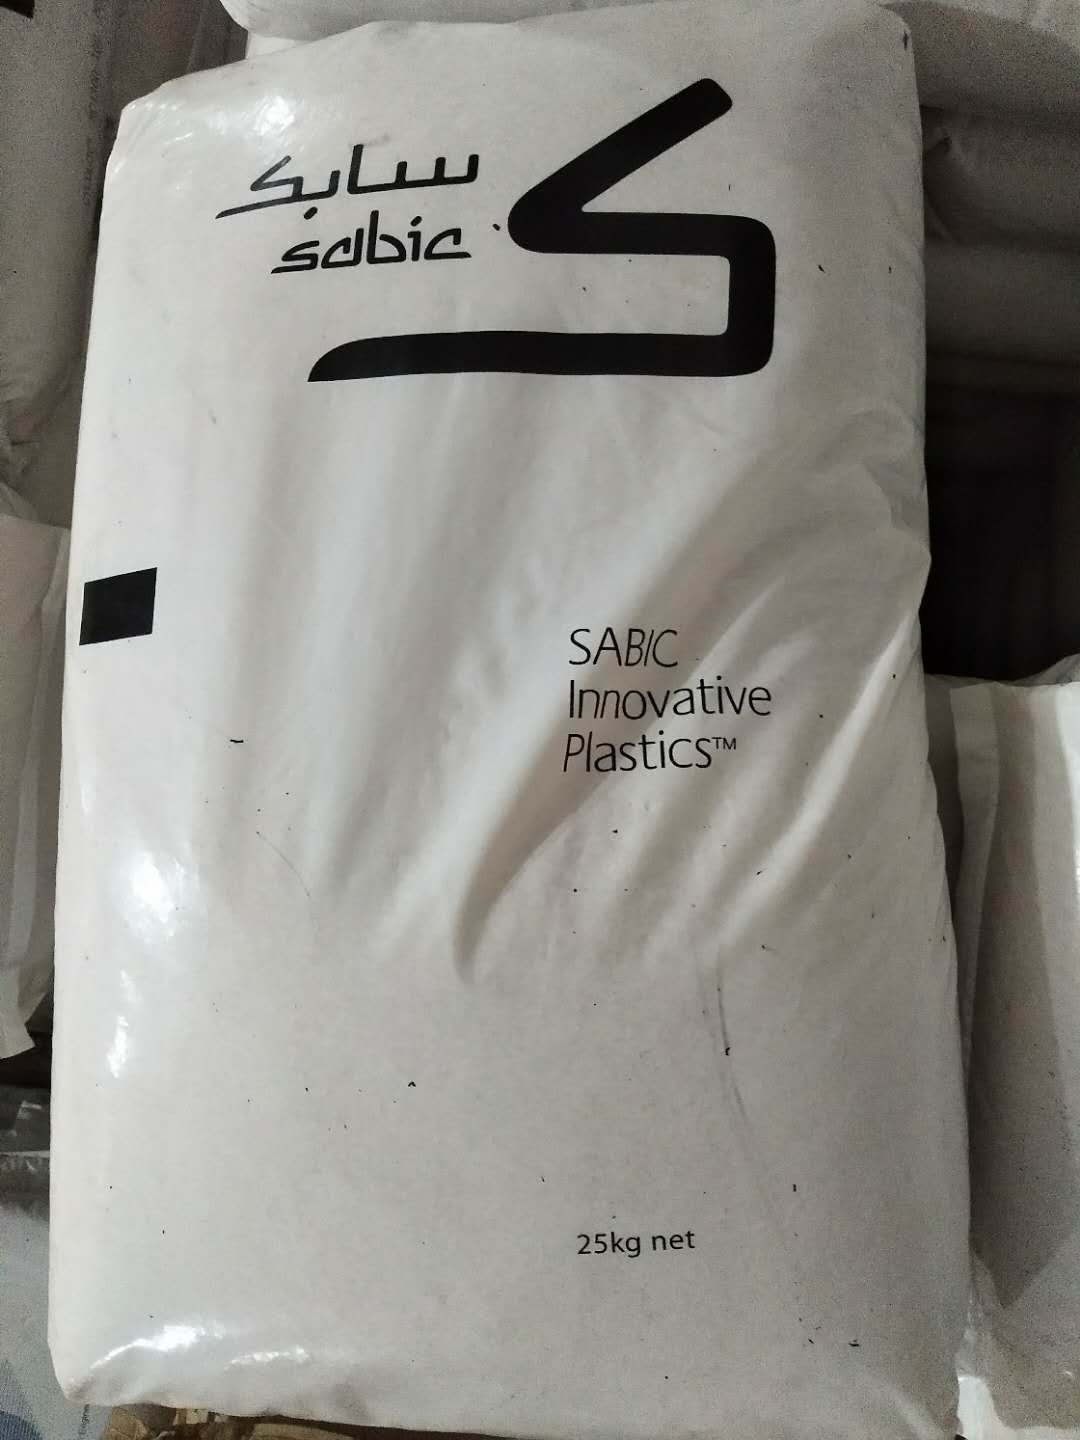 سابك
sabic
SABIC
Innovative
Plastics™
25kg net